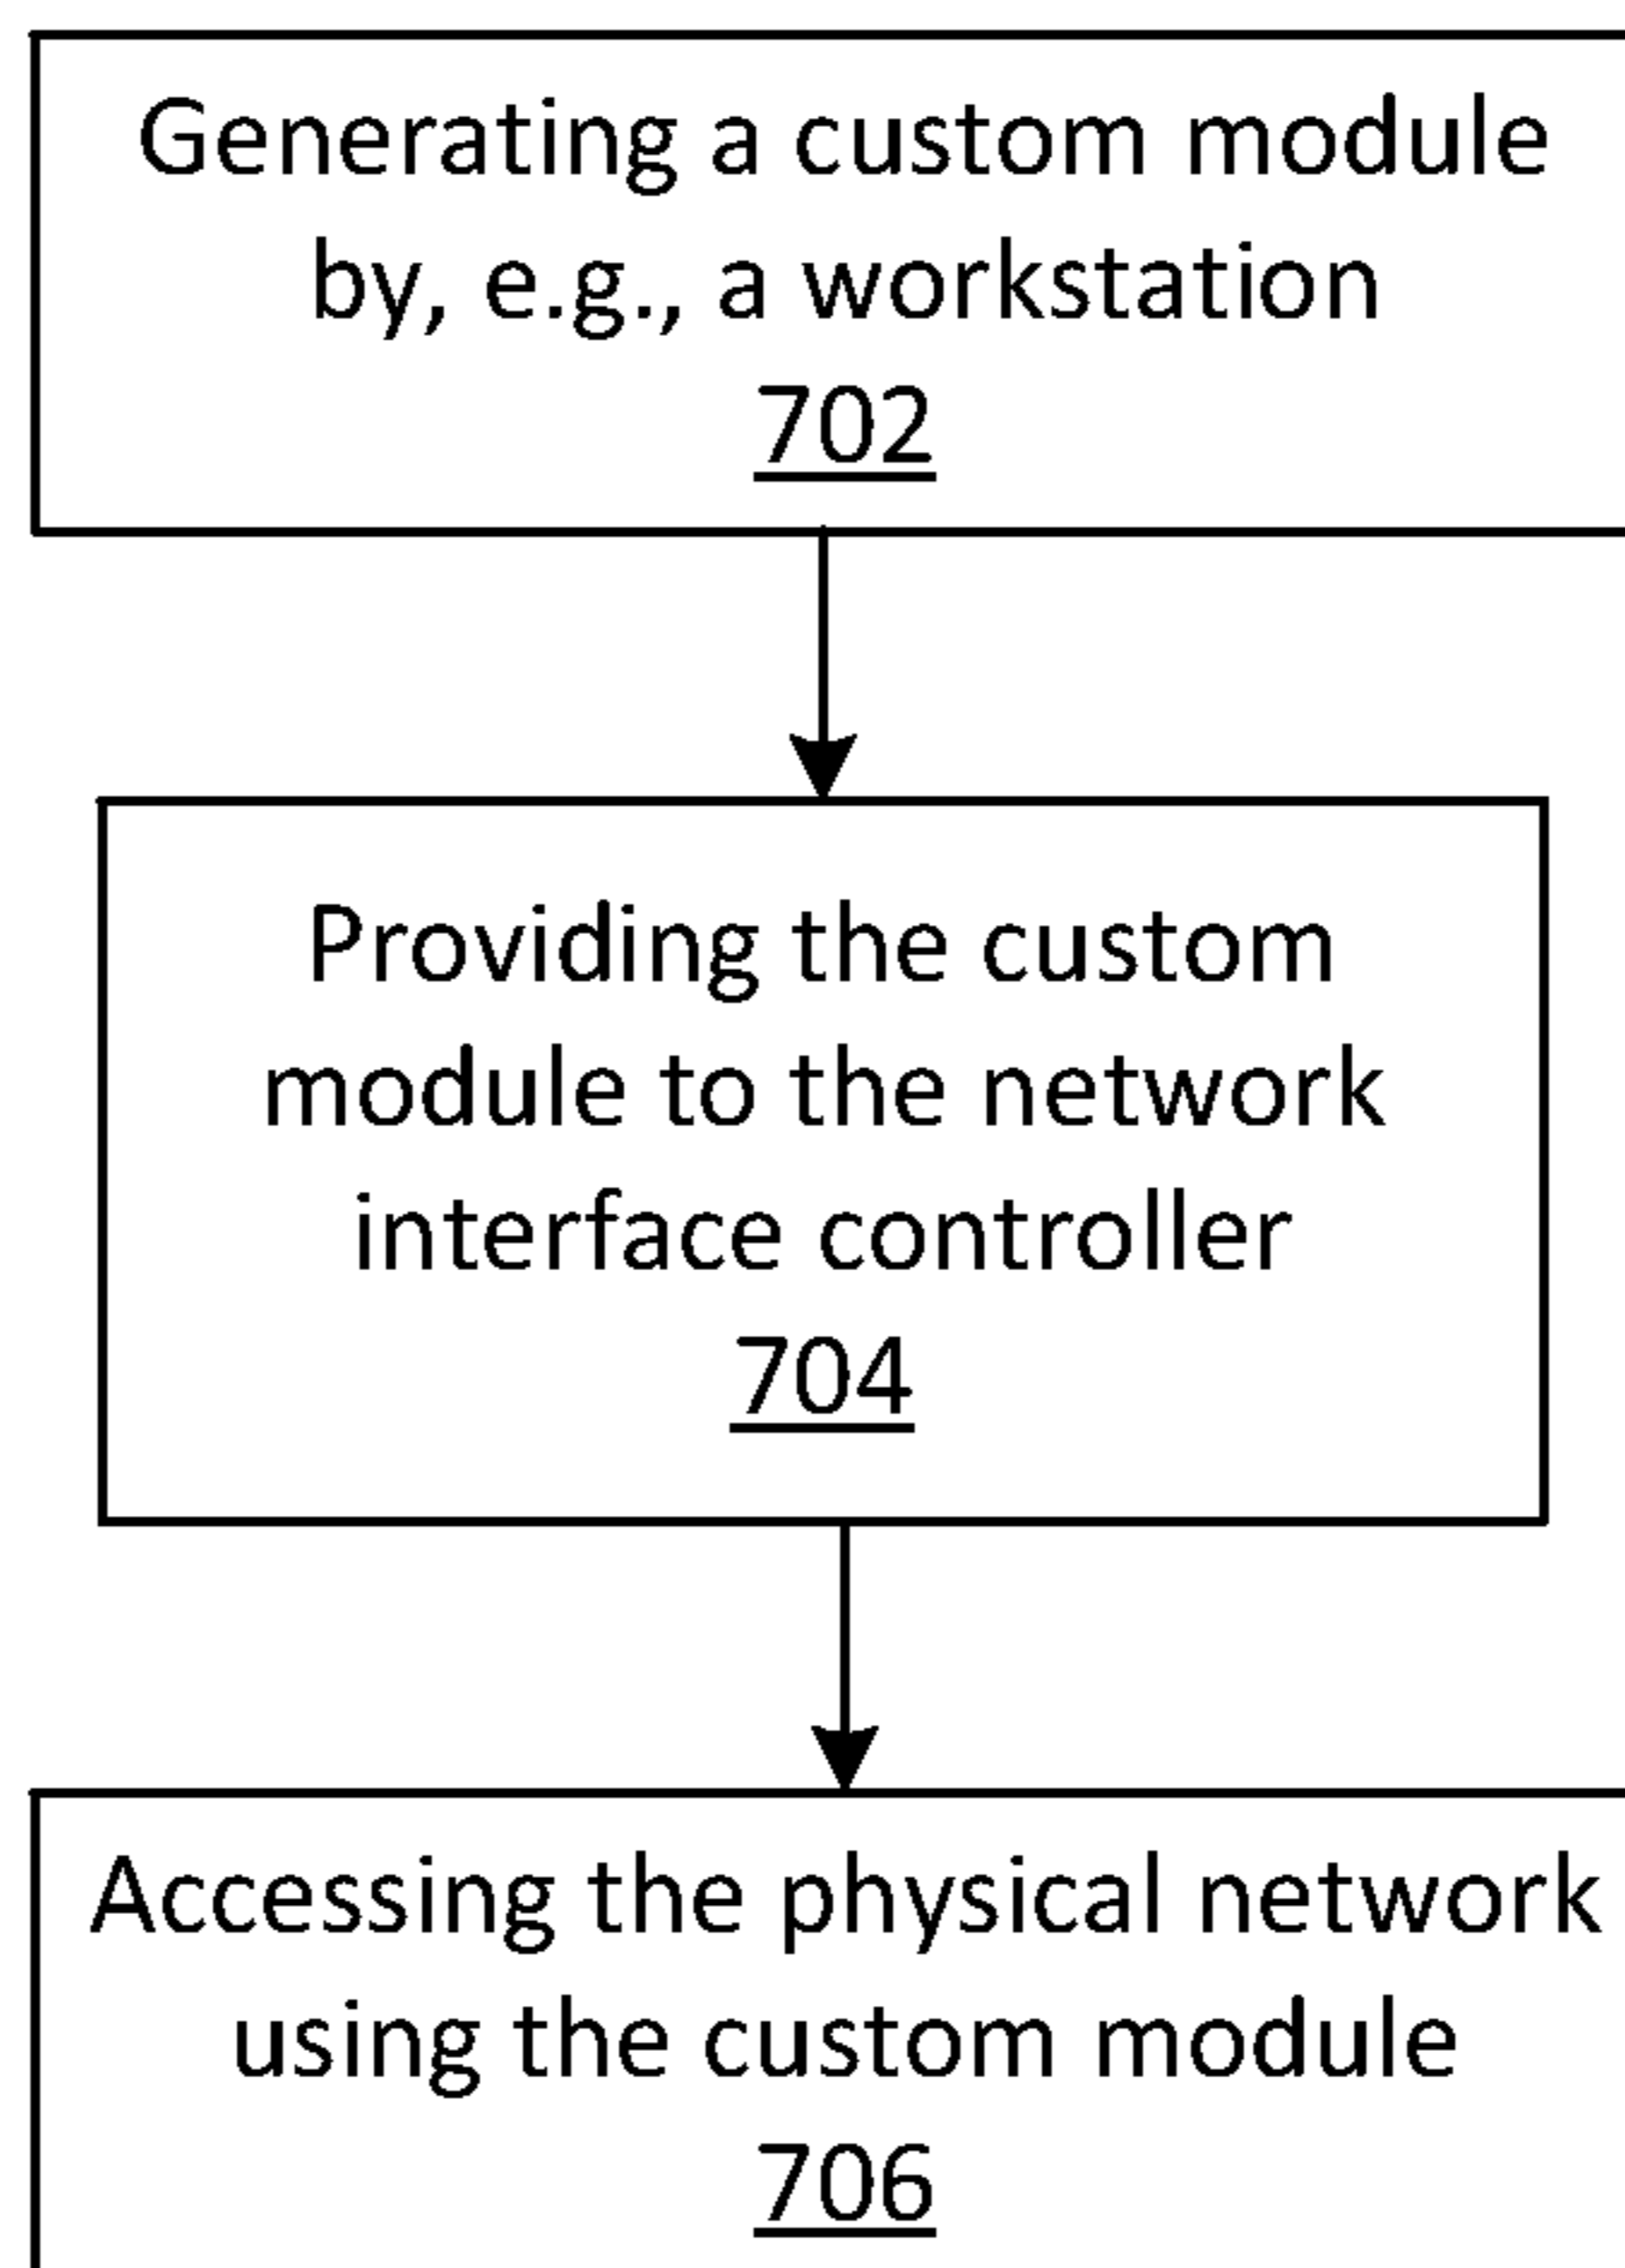 Generating a custom module
by, e.g., a workstation
702
Providing the custom
module to the network
interface controller
704
Accessing the physical network
using the custom module
706